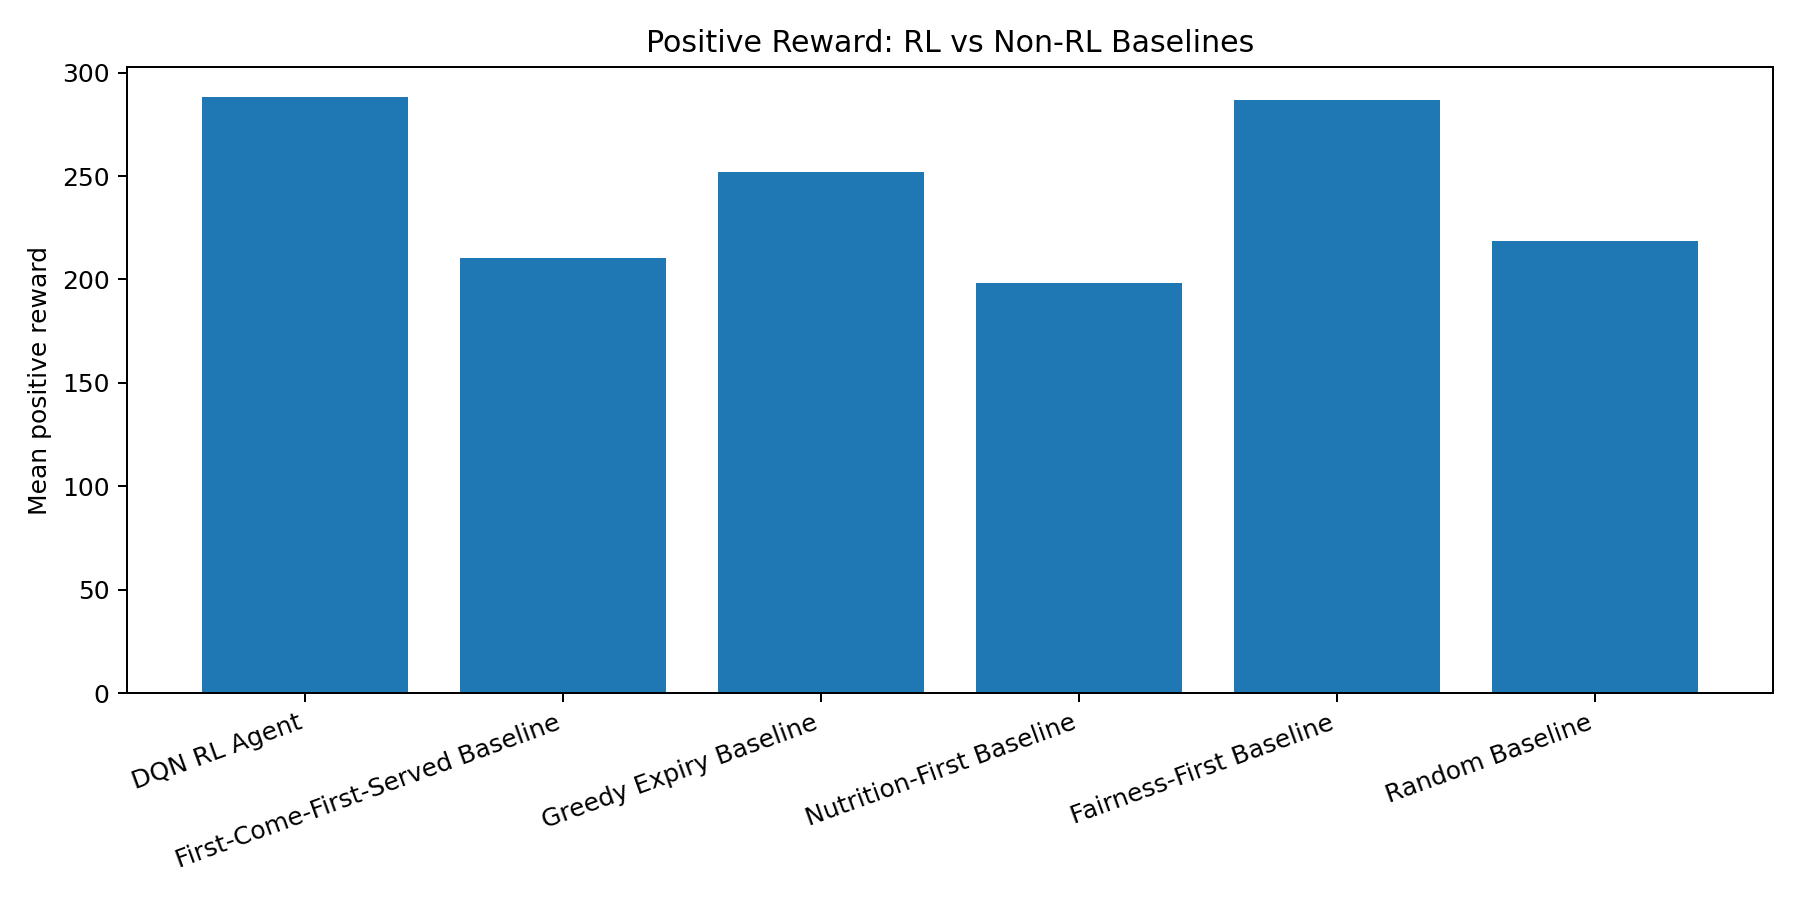 Positive Reward: RL vs Non-RL Baselines
Mean positive reward
300
250
200
150
100
50
0
DQN RL Agent
First-Come-First-Served Baseline
Greedy Expiry Baseline
Nutrition-First Baseline
Fairness-First Baseline
Random Baseline